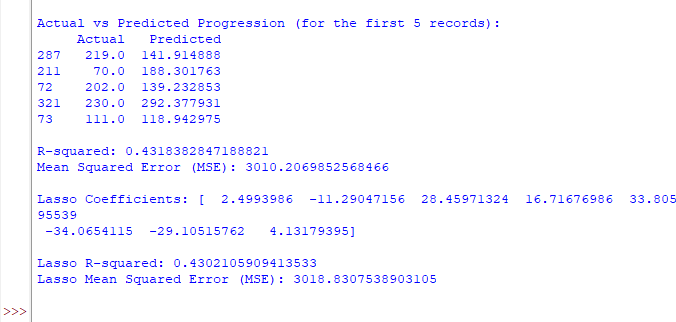 Actual vs Predicted Progression (for the first 5 records):
Actual Predicted
287 219.0 141.914888
211 70.0 188.301763
72 202.0 139.232853
321 230.0 292.377931
73 111.0 118.942975
R-squared: 0.4318382847188821
Mean Squared Error (MSE): 3010.2069852568466
Lasso Coefficients: [ 2.4993986 -11.29047156 28.45971324 16.71676986 33.805
95539
-34.0654115 -29.10515762 4.13179395]
Lasso R-squared: 0.4302105909413533
Lasso Mean Squared Error (MSE): 3018.8307538903105
>>>